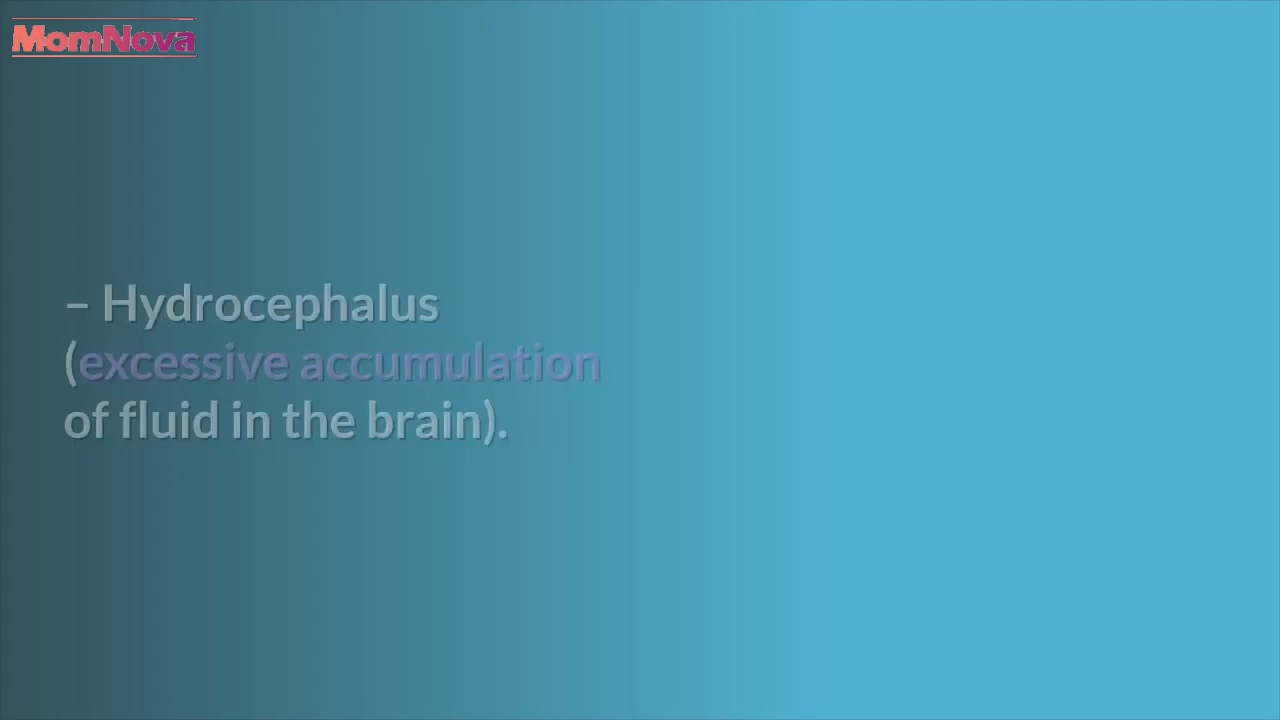 MomNova
– Hydrocephalus
(excessive accumulation
of fluid in the brain).